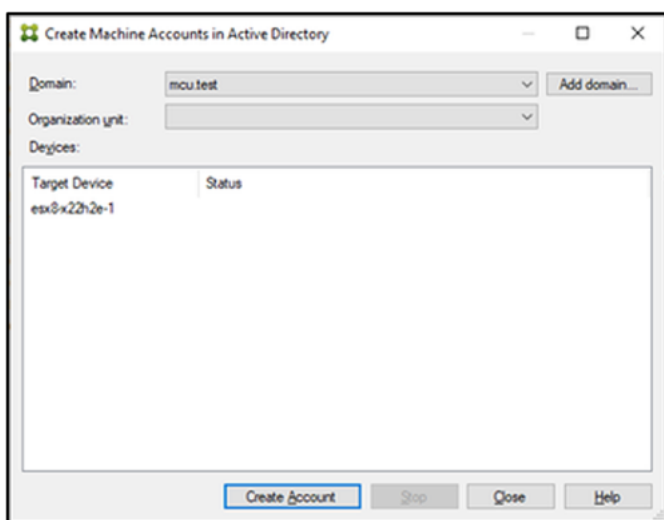 Create Machine Accounts in Active Directory
Domain: mcu.test Add domain...
Organization unit:
Devices:
Target Device Status
esx8-x22h2e-1
Create Account Stop Close Help